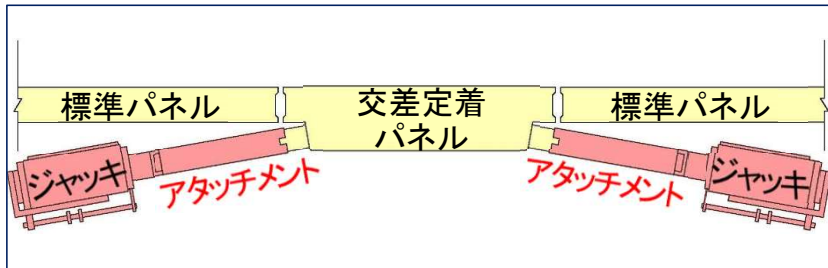 標準パネル
交差定着
パネル
標準パネル
ジャッキ
アタッチメント
アタッチメント
ジャッキ